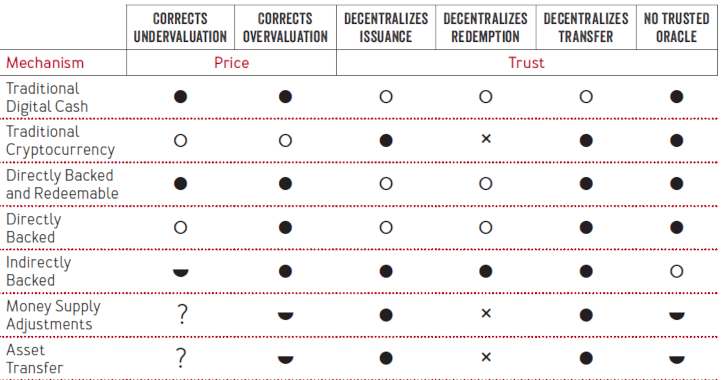 CORRECTS CORRECTS DECENTRALIZES DECENTRALIZES DECENTRALIZES NO TRUSTED
UNDERVALUATION OVERVALUATION ISSUANCE REDEMPTION TRANSFER ORACLE
Mechanism Price Trust
Traditional
Digital Cash ● ● ○ ○ ○ ●
Traditional
Cryptocurrency ○ ○ ● × ● ●
Directly Backed
and Redeemable ● ● ○ ○ ● ●
Directly
Backed ○ ● ○ ○ ● ●
Indirectly
Backed ◒ ● ● ● ● ○
Money Supply
Adjustments ? ◒ ● × ● ◒
Asset
Transfer ? ◒ ● × ● ◒